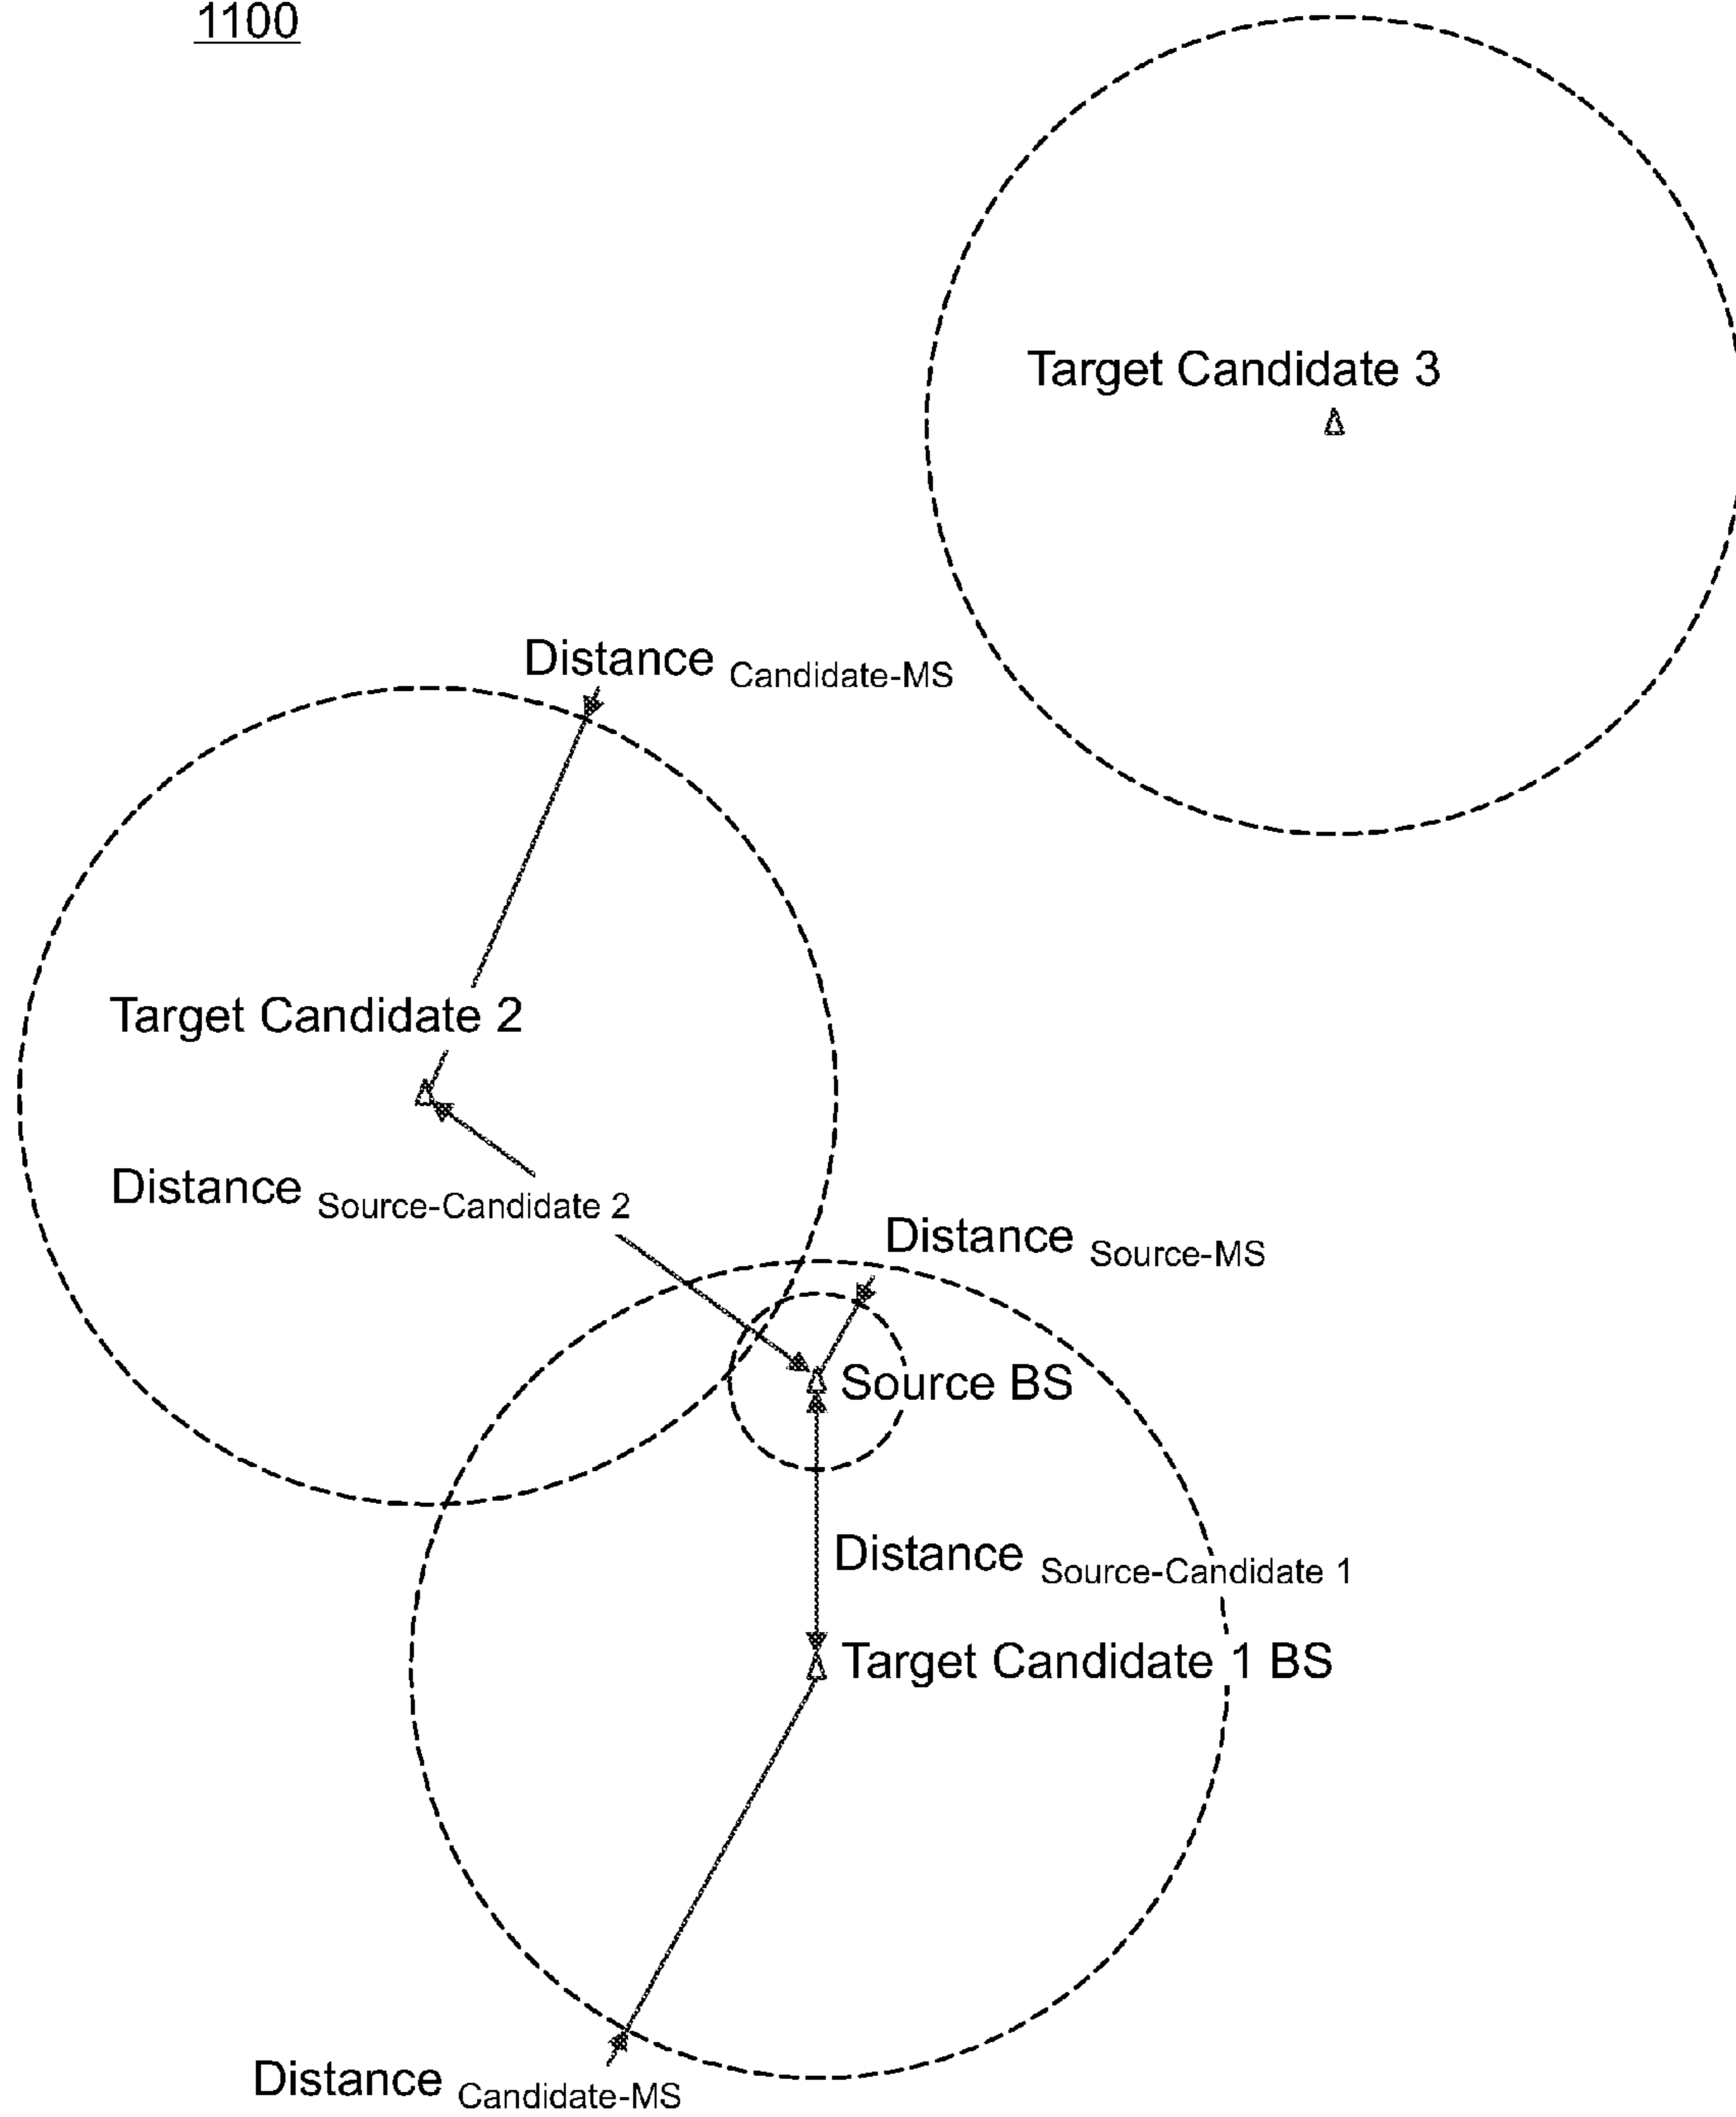 1100
Target Candidate 3
Distance Candidate-MS
Target Candidate 2
Distance Source-Candidate 2
Distance Source-MS
Source BS
Distance Source-Candidate 1
Target Candidate 1 BS
Distance Candidate-MS